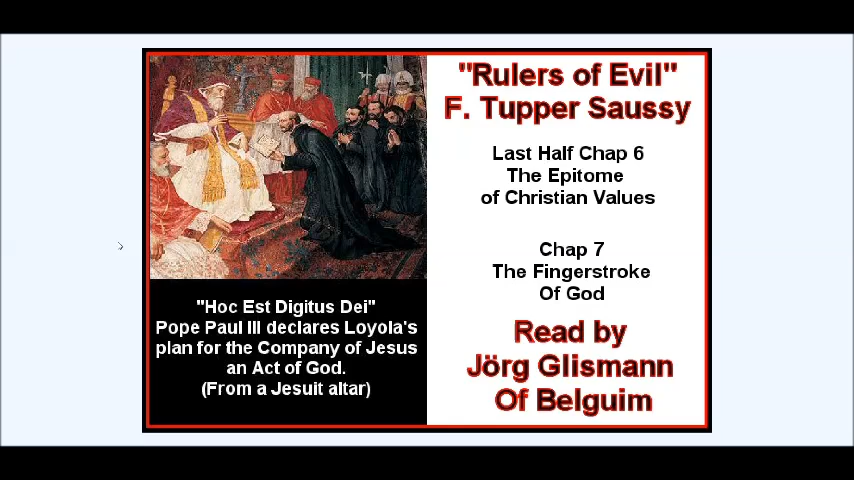 "Rulers of Evil"
F. Tupper Saussy
Last Half Chap 6
The Epitome
of Christian Values
Chap 7
The Fingerstroke
Of God
Read by
Jörg Glismann
Of Belguim
"Hoc Est Digitus Dei"
Pope Paul III declares Loyola's
plan for the Company of Jesus
an Act of God.
(From a Jesuit altar)